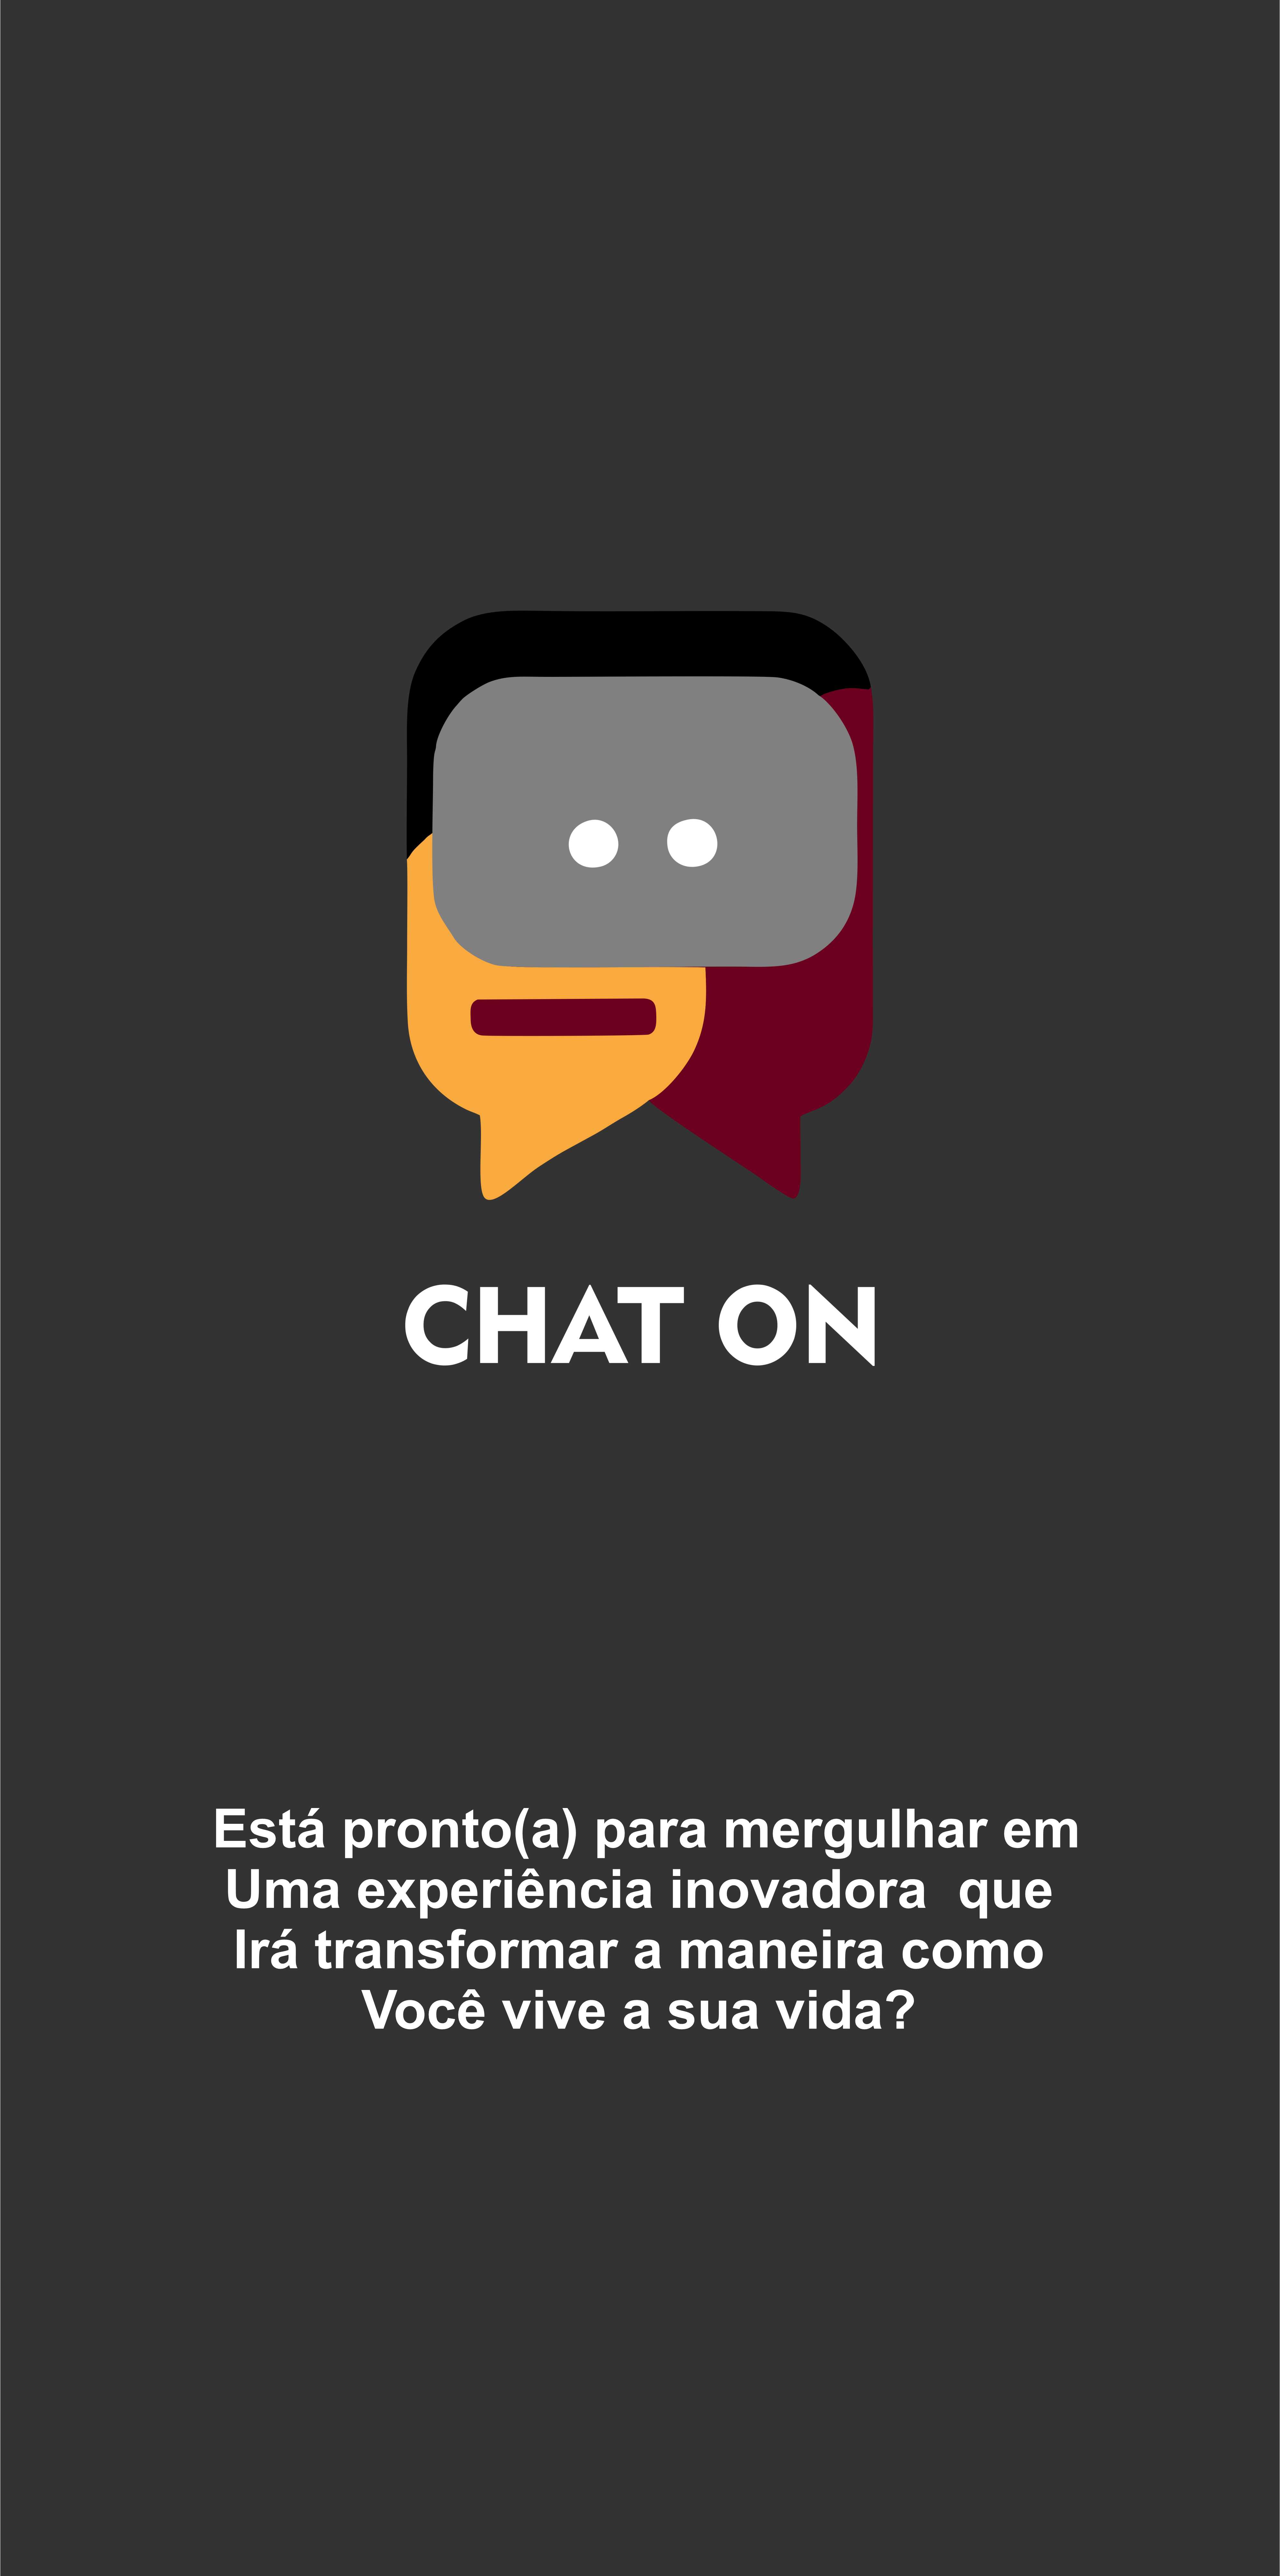 CHAT ON
Está pronto(a) para mergulhar em
Uma experiência inovadora  que
Irá transformar a maneira como
Você vive a sua vida?